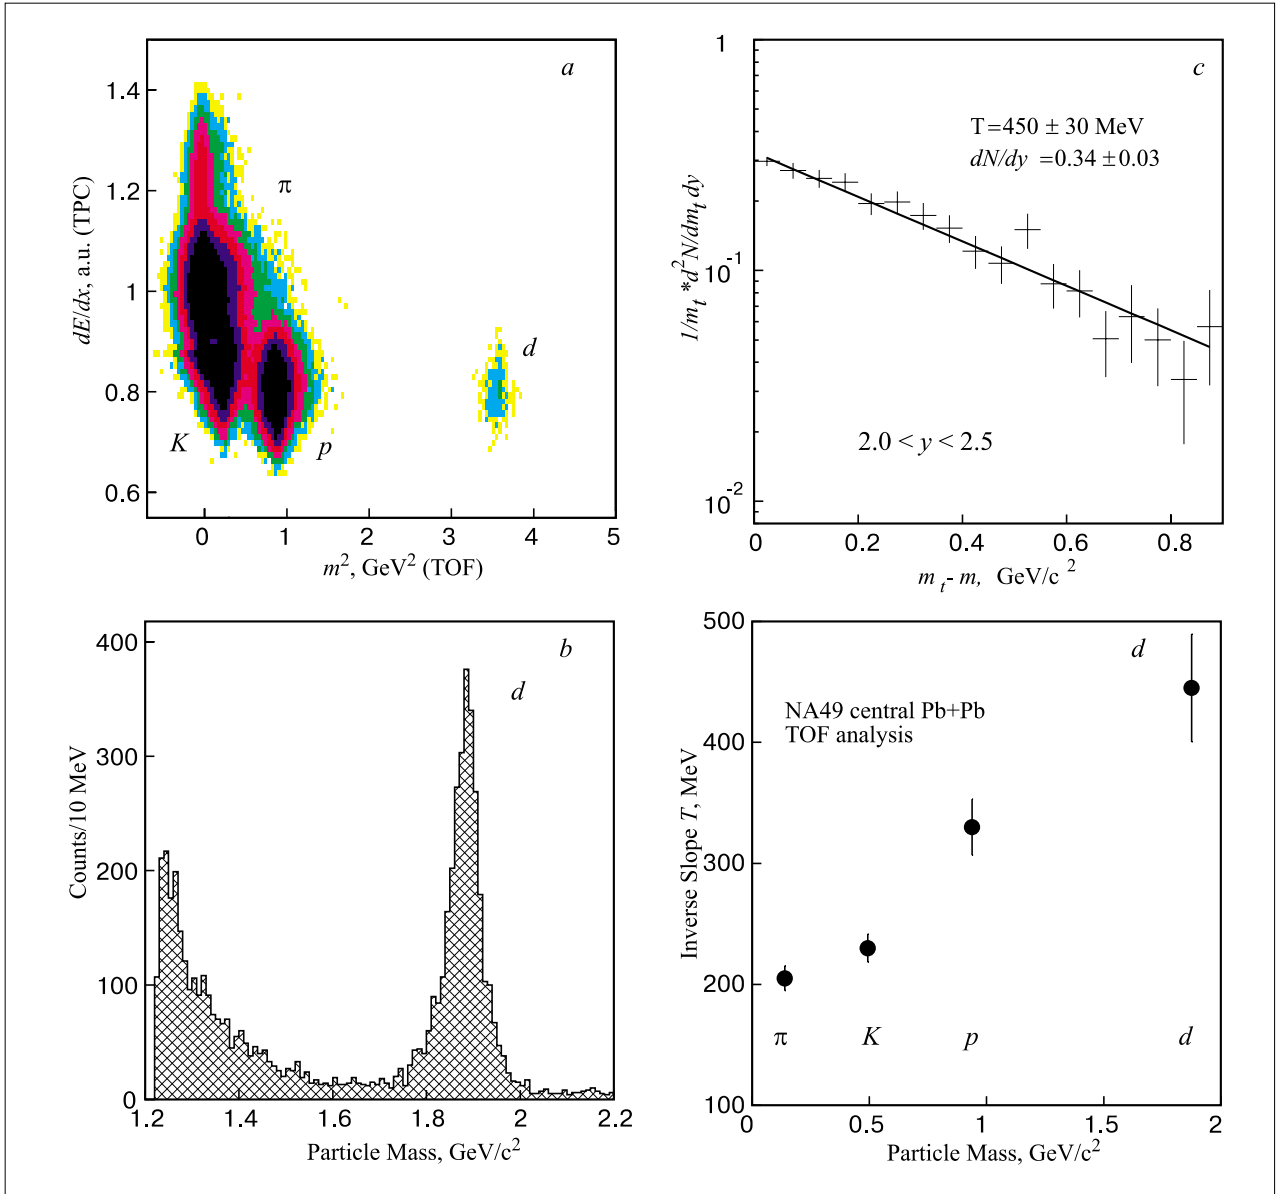 a
1.4
1.2
1
0.8
0.6
dE/dx, a.u. (TPC)
π
K
p
d
0 1 2 3 4 5
m², GeV² (TOF)
c
1
10⁻¹
10⁻²
1/m_t *d²N/dm_t dy
T=450 ± 30 MeV
dN/dy =0.34 ±0.03
2.0 < y < 2.5
0 0.2 0.4 0.6 0.8
m_t - m, GeV/c²
b
400
300
200
100
0
Counts/10 MeV
d
1.2 1.4 1.6 1.8 2 2.2
Particle Mass, GeV/c²
d
500
400
300
200
100
Inverse Slope T, MeV
NA49 central Pb+Pb
TOF analysis
π K p d
0 0.5 1 1.5 2
Particle Mass, GeV/c²